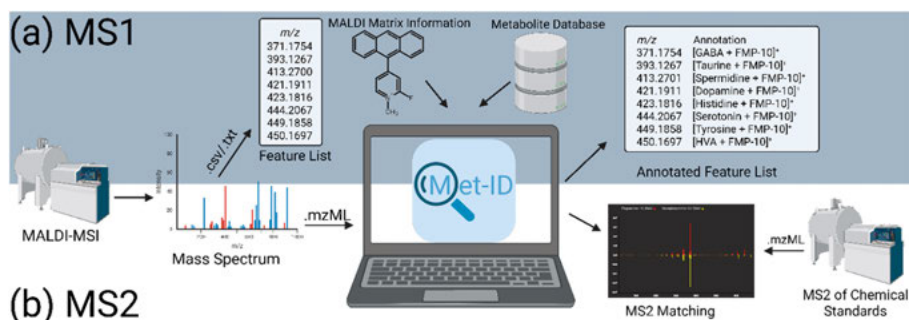 (a) MS1
m/z
371.1754
393.1267
413.2700
421.1911
423.1816
444.2067
449.1858
450.1697
Feature List
.csv/.txt
MALDI Matrix Information
Metabolite Database
m/z Annotation
371.1754 [GABA + FMP-10]⁺
393.1267 [Taurine + FMP-10]⁺
413.2701 [Spermidine + FMP-10]⁺
421.1911 [Dopamine + FMP-10]⁺
423.1816 [Histidine + FMP-10]⁺
444.2067 [Serotonin + FMP-10]⁺
449.1858 [Tyrosine + FMP-10]⁺
450.1697 [HVA + FMP-10]⁺
Annotated Feature List
MALDI-MSI
Intensity
m/z
Mass Spectrum
.mzML
Met-ID
MS2 Matching
.mzML
MS2 of Chemical
Standards
(b) MS2